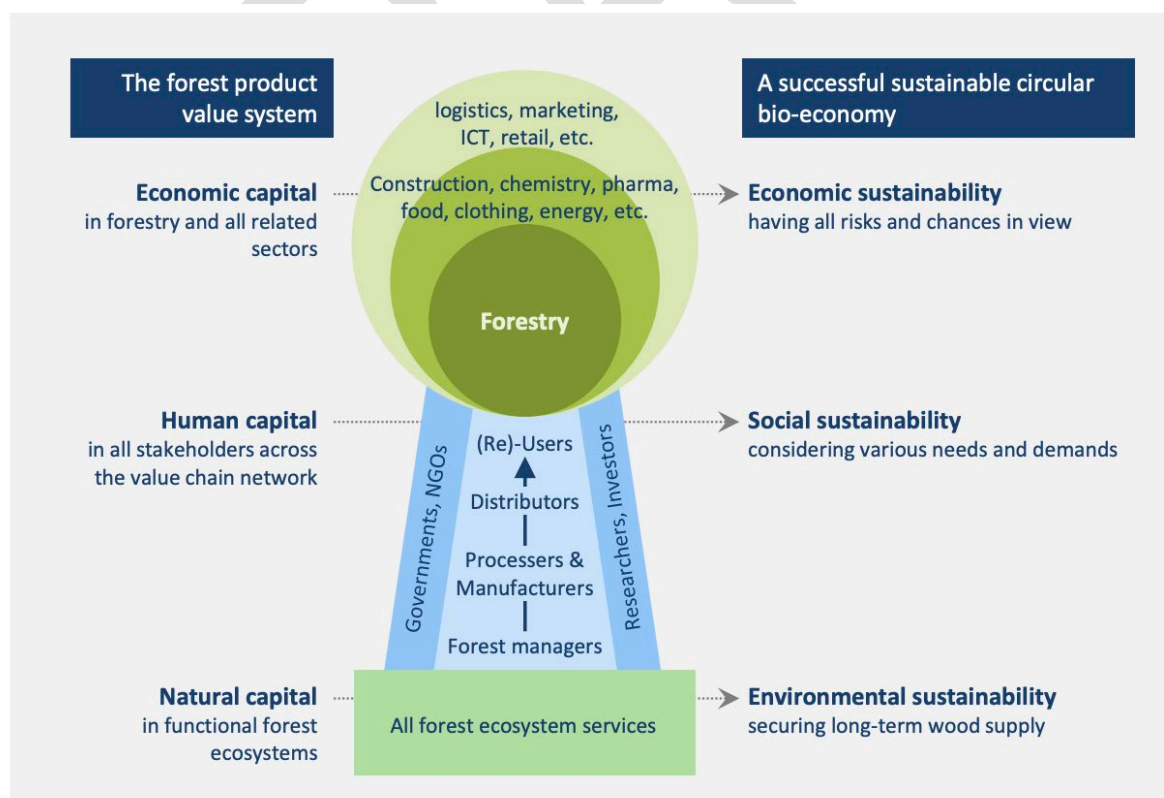 The forest product
value system
A successful sustainable circular
bio-economy
logistics, marketing,
ICT, retail, etc.
Economic capital
in forestry and all related
sectors
Construction, chemistry, pharma,
food, clothing, energy, etc.
Economic sustainability
having all risks and chances in view
Forestry
Human capital
in all stakeholders across
the value chain network
Governments, NGOs
(Re)-Users
Distributors
Processers &
Manufacturers
Forest managers
Researchers, Investors
Social sustainability
considering various needs and demands
Natural capital
in functional forest
ecosystems
All forest ecosystem services
Environmental sustainability
securing long-term wood supply